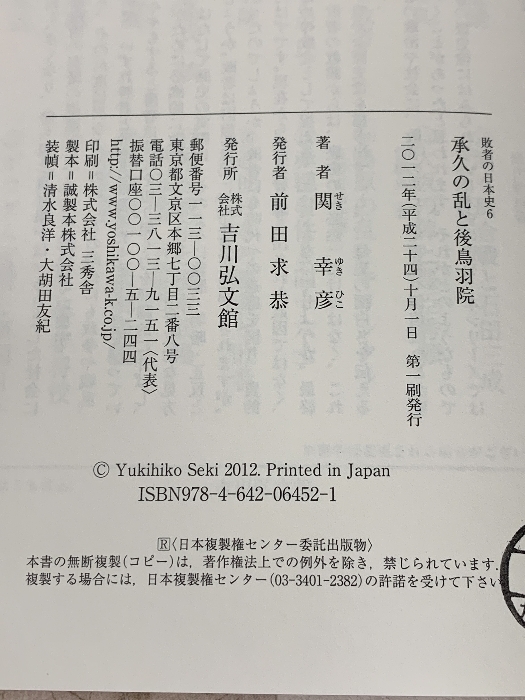 敗者の日本史6
承久の乱と後鳥羽院
二〇一二年(平成二十四)十月一日　第一刷発行
著者　関　幸彦
せき　ゆき　ひこ
発行者　前田求恭
発行所　株式会社　吉川弘文館
郵便番号一一三―〇〇三三
東京都文京区本郷七丁目二番八号
電話〇三―三八一三―九一五一〈代表〉
振替口座〇〇一〇〇―五―二四四
http://www.yoshikawa-k.co.jp/
印刷＝株式会社 三秀舎
製本＝誠製本株式会社
装幀＝清水良洋・大胡田友紀
© Yukihiko Seki 2012. Printed in Japan
ISBN978-4-642-06452-1
R〈日本複製権センター委託出版物〉
本書の無断複製(コピー)は，著作権法上での例外を除き，禁じられています．
複製する場合には，日本複製権センター(03-3401-2382)の許諾を受けて下さい